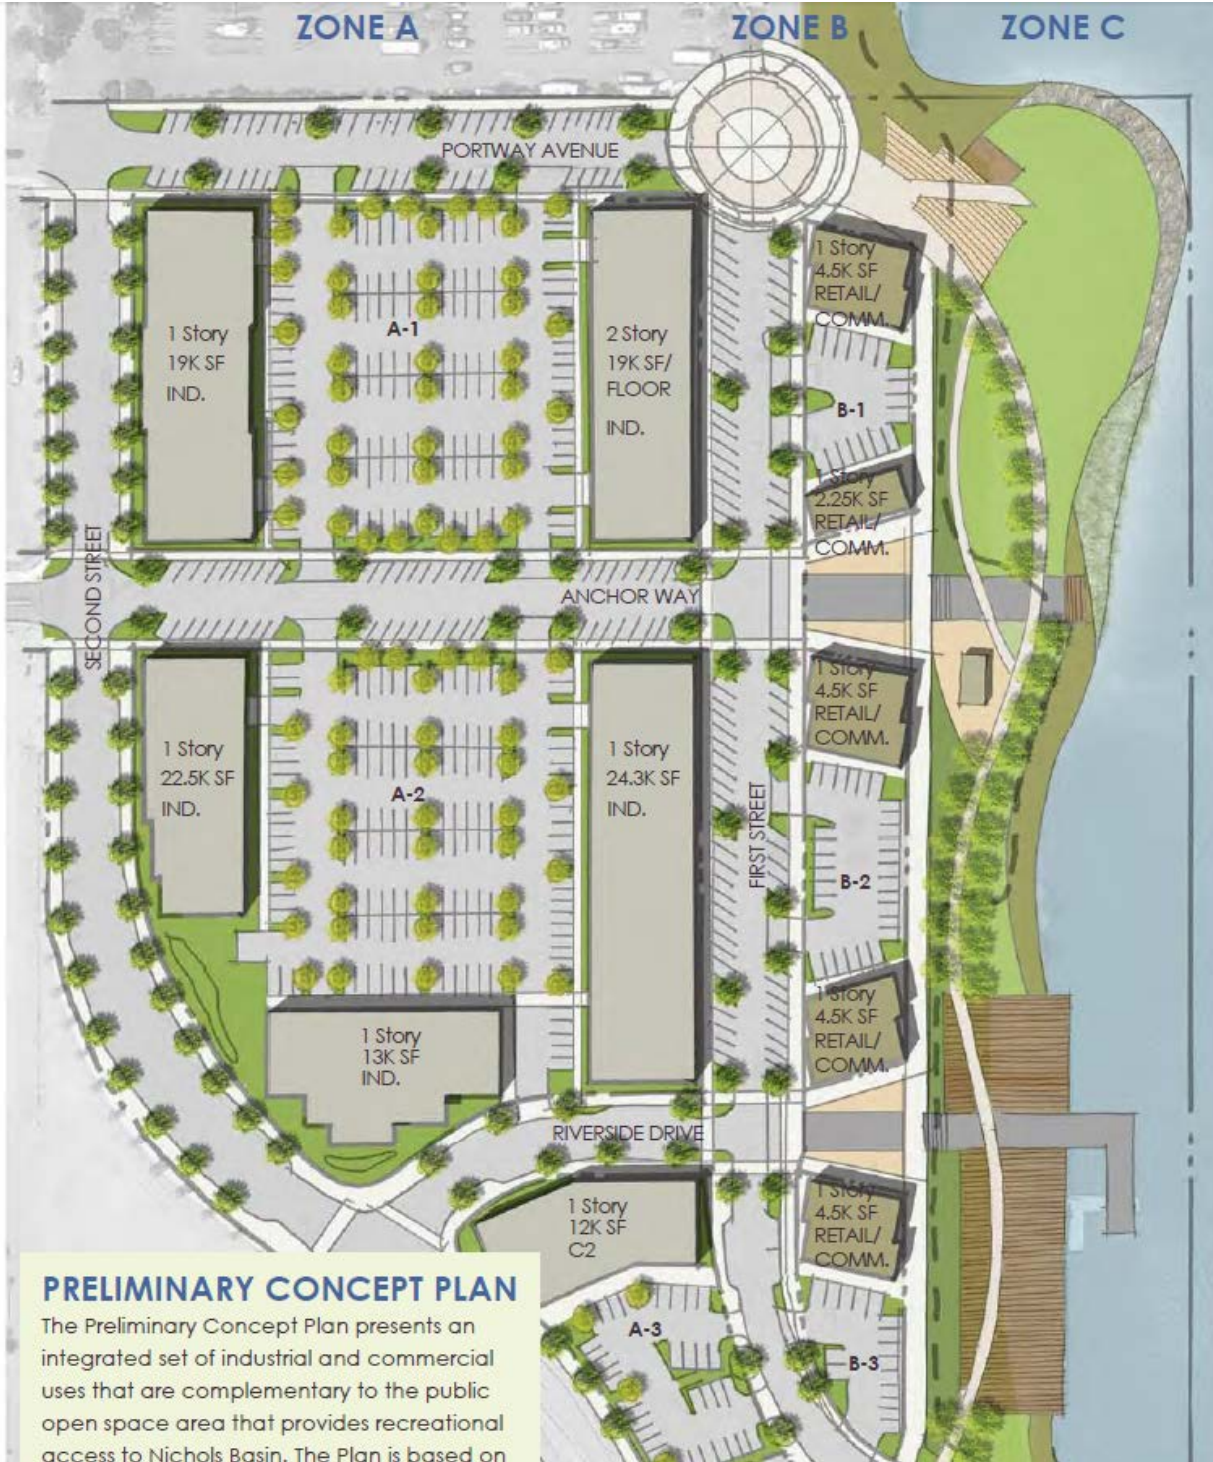 ZONE A
ZONE B
ZONE C
PORTWAY AVENUE
1 Story
19K SF
IND.
A-1
2 Story
19K SF/
FLOOR
IND.
1 Story
4.5K SF
RETAIL/
COMM.
B-1
1 Story
2.25K SF
RETAIL/
COMM.
SECOND STREET
ANCHOR WAY
1 Story
22.5K SF
IND.
A-2
1 Story
24.3K SF
IND.
FIRST STREET
1 Story
4.5K SF
RETAIL/
COMM.
B-2
1 Story
4.5K SF
RETAIL/
COMM.
1 Story
13K SF
IND.
RIVERSIDE DRIVE
1 Story
12K SF
C2
1 Story
4.5K SF
RETAIL/
COMM.
A-3
B-3
PRELIMINARY CONCEPT PLAN
The Preliminary Concept Plan presents an
integrated set of industrial and commercial
uses that are complementary to the public
open space area that provides recreational
access to Nichols Basin. The Plan is based on